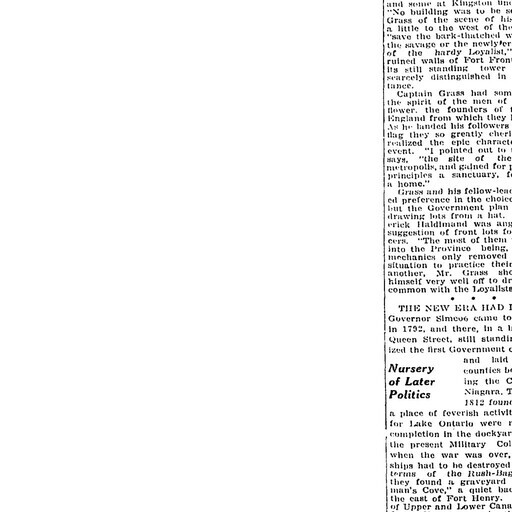 and some at Kingston
"No building was to be
Grass of the scene of his
a little to the west of the
"save the bark-thatched
the savage or the newly
of the hardy Loyalist,"
ruined walls of Fort Fron
its still standing tower
scarcely distinguished in
tance.
Captain Grass had som
the spirit of the men of
flower, the founders of
England from which they
As he landed his followers
flag they so greatly cheri
realized the epic characte
event. "I pointed out to
says, "the site of the
metropolis, and gained for p
principles a sanctuary, f
a home."
Grass and his fellow-lea
ed preference in the choice
but the Government plan
drawing lots from a hat.
erick Haldimand was ang
suggestion of front lots fo
cers. "The most of them
into the Province being,
mechanics only removed
situation to practice their
another, Mr. Grass sho
himself very well off to dr
common with the Loyalists
* * *
THE NEW ERA HAD
Governor Simcoe came to
in 1792, and there, in a l
Queen Street, still standi
ized the first Government
and laid
counties b
ing the C
Niagara, T
1812 found
Nursery
of Later
Politics
a place of feverish activit
for Lake Ontario were
completion in the dockyar
the present Military Col
when the war was over,
ships had to be destroyed
terms of the Rush-Bag
they found a graveyard
man's Cove," a quiet ba
the east of Fort Henry.
of Upper and Lower Cana